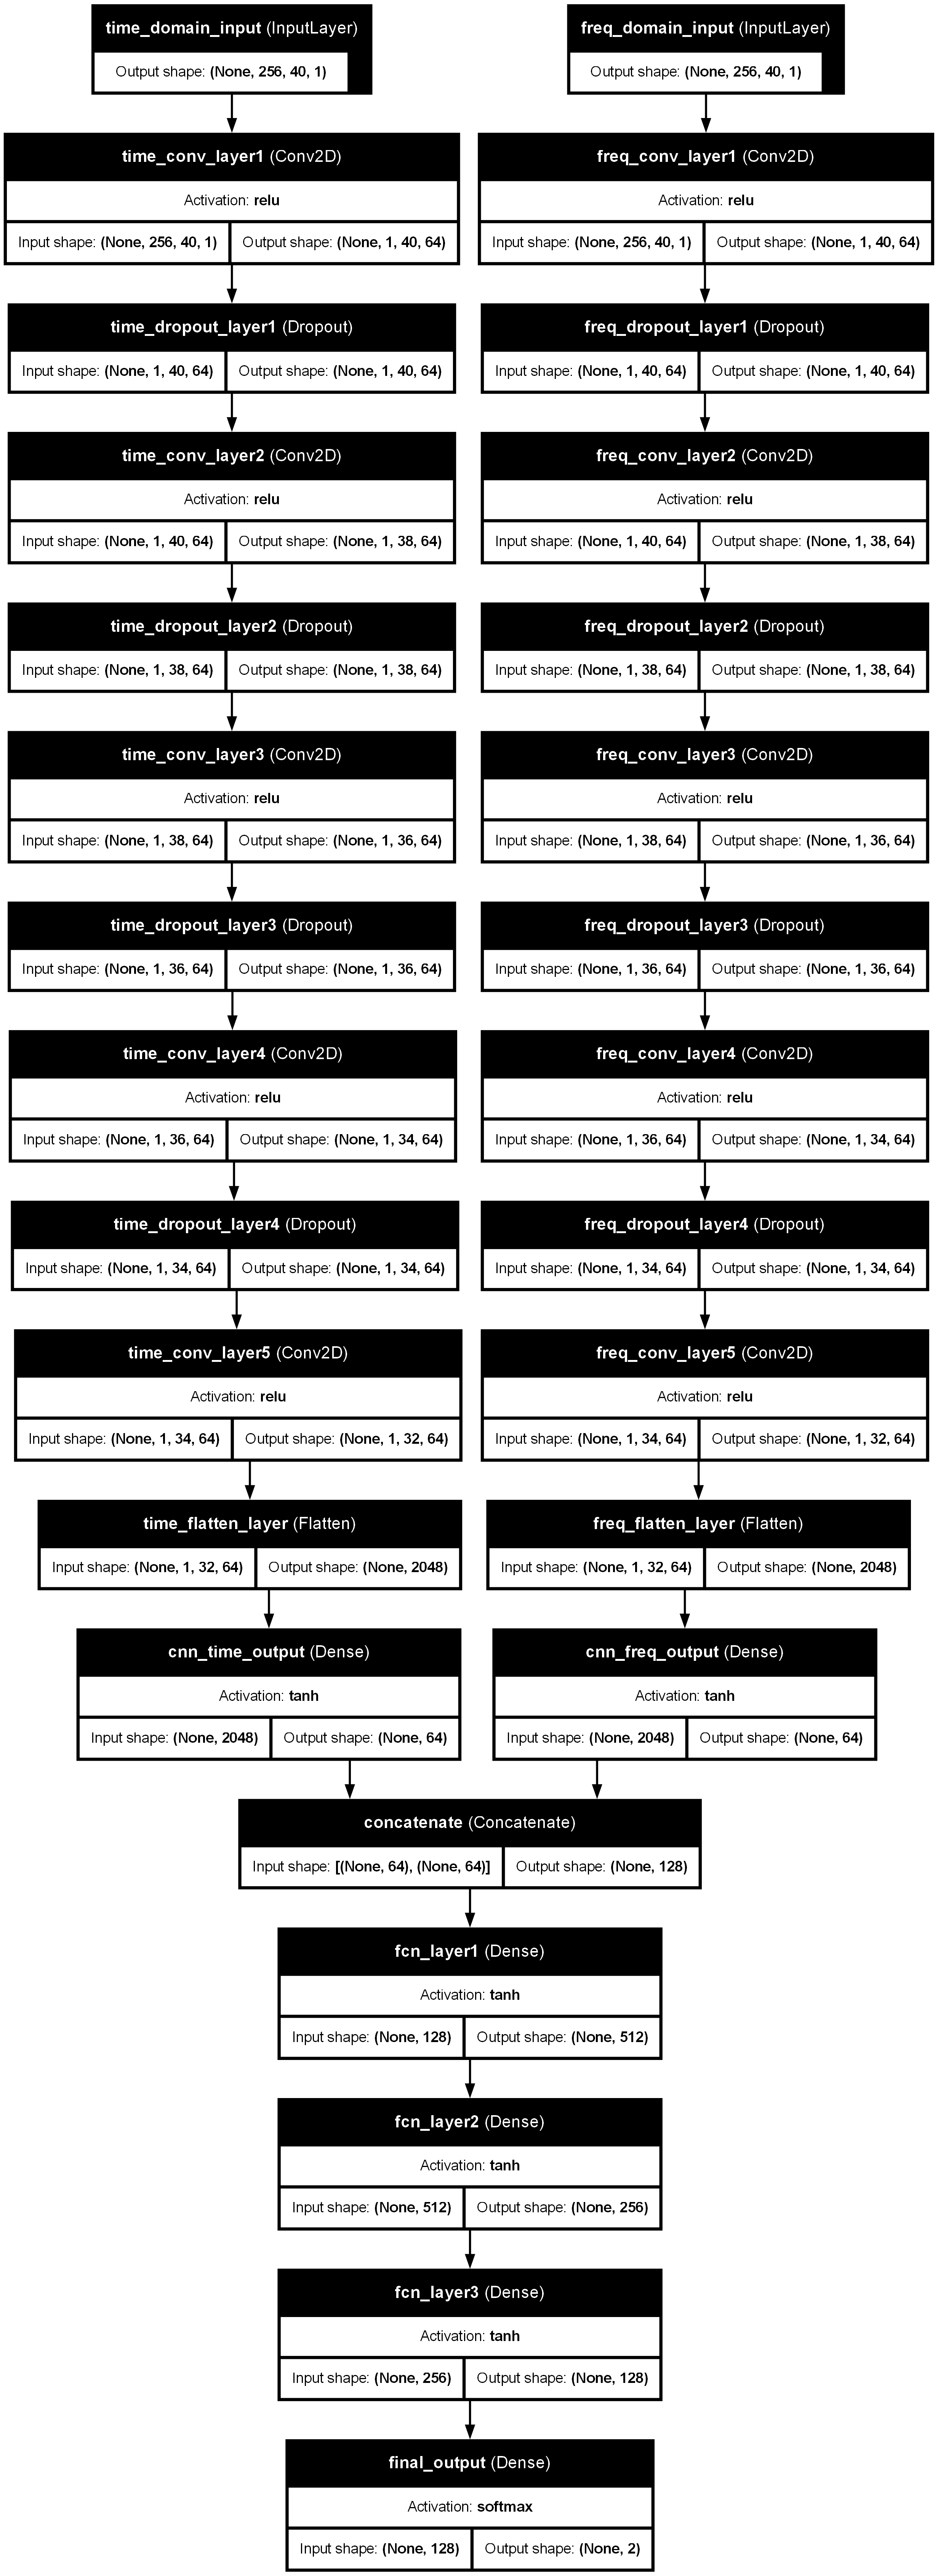 time_domain_input (InputLayer)
Output shape: (None, 256, 40, 1)
freq_domain_input (InputLayer)
Output shape: (None, 256, 40, 1)
time_conv_layer1 (Conv2D)
Activation: relu
Input shape: (None, 256, 40, 1) Output shape: (None, 1, 40, 64)
freq_conv_layer1 (Conv2D)
Activation: relu
Input shape: (None, 256, 40, 1) Output shape: (None, 1, 40, 64)
time_dropout_layer1 (Dropout)
Input shape: (None, 1, 40, 64) Output shape: (None, 1, 40, 64)
freq_dropout_layer1 (Dropout)
Input shape: (None, 1, 40, 64) Output shape: (None, 1, 40, 64)
time_conv_layer2 (Conv2D)
Activation: relu
Input shape: (None, 1, 40, 64) Output shape: (None, 1, 38, 64)
freq_conv_layer2 (Conv2D)
Activation: relu
Input shape: (None, 1, 40, 64) Output shape: (None, 1, 38, 64)
time_dropout_layer2 (Dropout)
Input shape: (None, 1, 38, 64) Output shape: (None, 1, 38, 64)
freq_dropout_layer2 (Dropout)
Input shape: (None, 1, 38, 64) Output shape: (None, 1, 38, 64)
time_conv_layer3 (Conv2D)
Activation: relu
Input shape: (None, 1, 38, 64) Output shape: (None, 1, 36, 64)
freq_conv_layer3 (Conv2D)
Activation: relu
Input shape: (None, 1, 38, 64) Output shape: (None, 1, 36, 64)
time_dropout_layer3 (Dropout)
Input shape: (None, 1, 36, 64) Output shape: (None, 1, 36, 64)
freq_dropout_layer3 (Dropout)
Input shape: (None, 1, 36, 64) Output shape: (None, 1, 36, 64)
time_conv_layer4 (Conv2D)
Activation: relu
Input shape: (None, 1, 36, 64) Output shape: (None, 1, 34, 64)
freq_conv_layer4 (Conv2D)
Activation: relu
Input shape: (None, 1, 36, 64) Output shape: (None, 1, 34, 64)
time_dropout_layer4 (Dropout)
Input shape: (None, 1, 34, 64) Output shape: (None, 1, 34, 64)
freq_dropout_layer4 (Dropout)
Input shape: (None, 1, 34, 64) Output shape: (None, 1, 34, 64)
time_conv_layer5 (Conv2D)
Activation: relu
Input shape: (None, 1, 34, 64) Output shape: (None, 1, 32, 64)
freq_conv_layer5 (Conv2D)
Activation: relu
Input shape: (None, 1, 34, 64) Output shape: (None, 1, 32, 64)
time_flatten_layer (Flatten)
Input shape: (None, 1, 32, 64) Output shape: (None, 2048)
freq_flatten_layer (Flatten)
Input shape: (None, 1, 32, 64) Output shape: (None, 2048)
cnn_time_output (Dense)
Activation: tanh
Input shape: (None, 2048) Output shape: (None, 64)
cnn_freq_output (Dense)
Activation: tanh
Input shape: (None, 2048) Output shape: (None, 64)
concatenate (Concatenate)
Input shape: [(None, 64), (None, 64)] Output shape: (None, 128)
fcn_layer1 (Dense)
Activation: tanh
Input shape: (None, 128) Output shape: (None, 512)
fcn_layer2 (Dense)
Activation: tanh
Input shape: (None, 512) Output shape: (None, 256)
fcn_layer3 (Dense)
Activation: tanh
Input shape: (None, 256) Output shape: (None, 128)
final_output (Dense)
Activation: softmax
Input shape: (None, 128) Output shape: (None, 2)